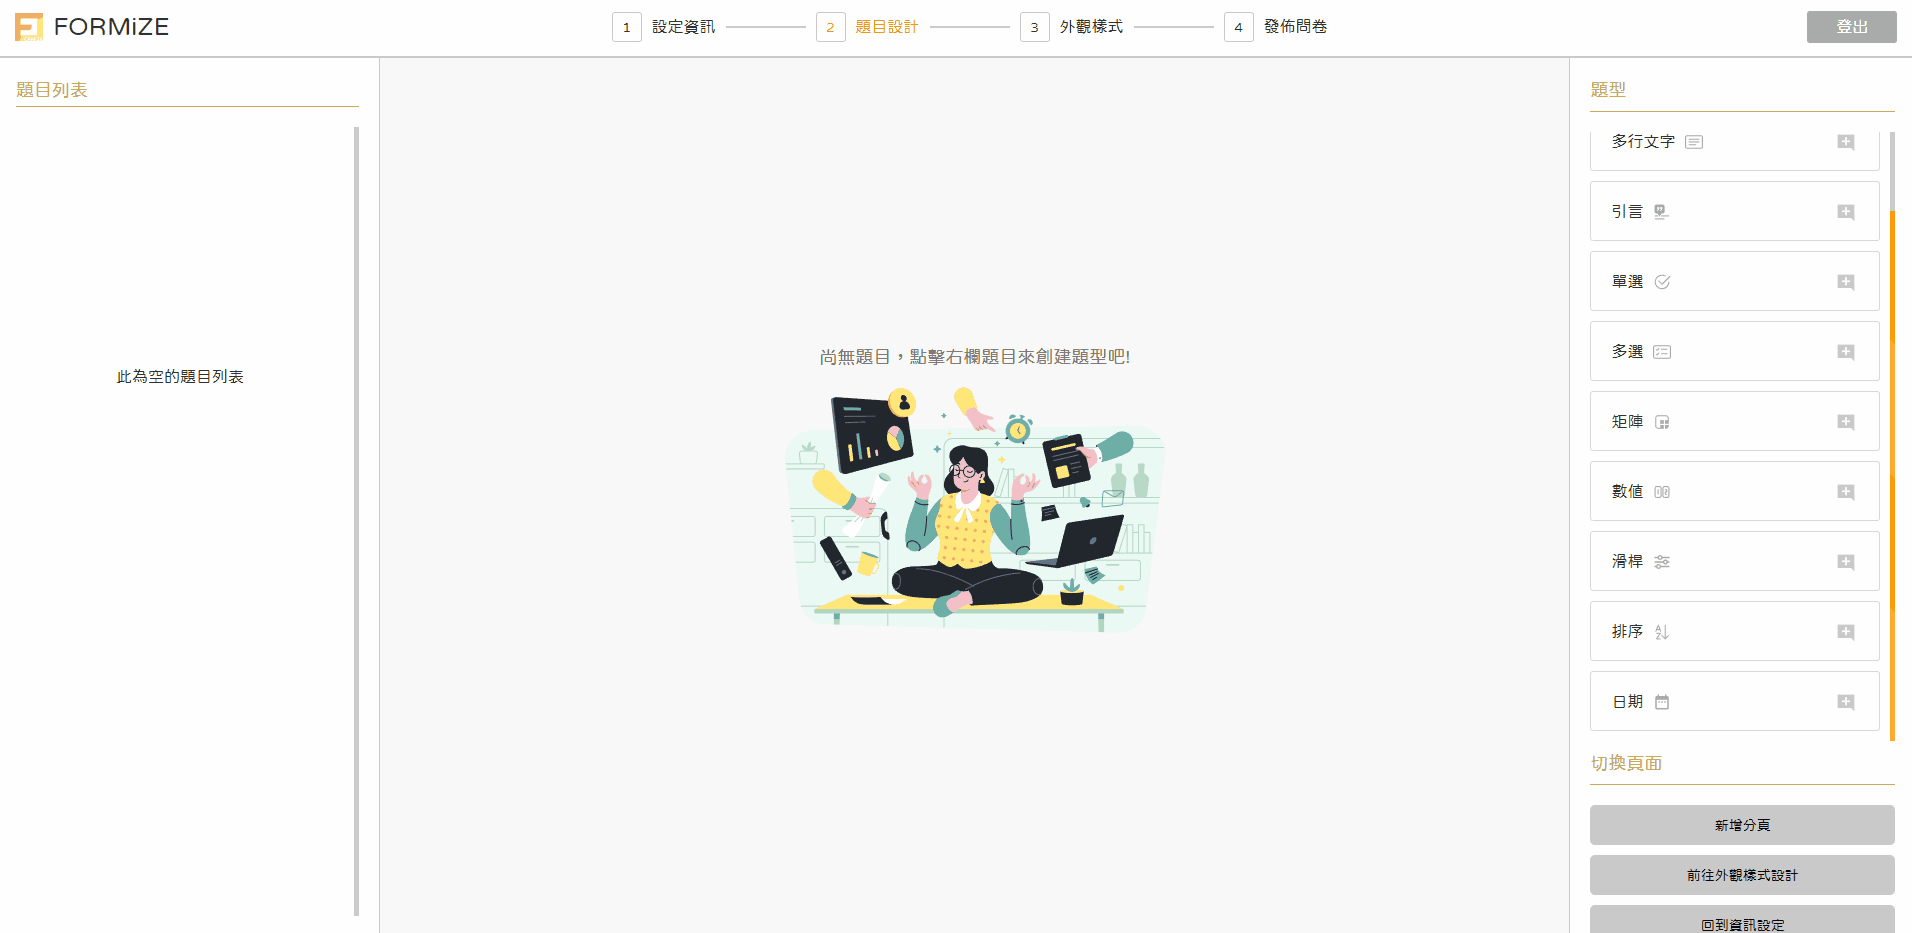 FORMiZE
1 設定資訊
2 題目設計
3 外觀樣式
4 發佈問卷
登出
題目列表
此為空的題目列表
尚無題目，點擊右欄題目來創建題型吧!
題型
多行文字
引言
單選
多選
矩陣
數值
滑桿
排序
日期
切換頁面
新增分頁
前往外觀樣式設計
回到資訊設定